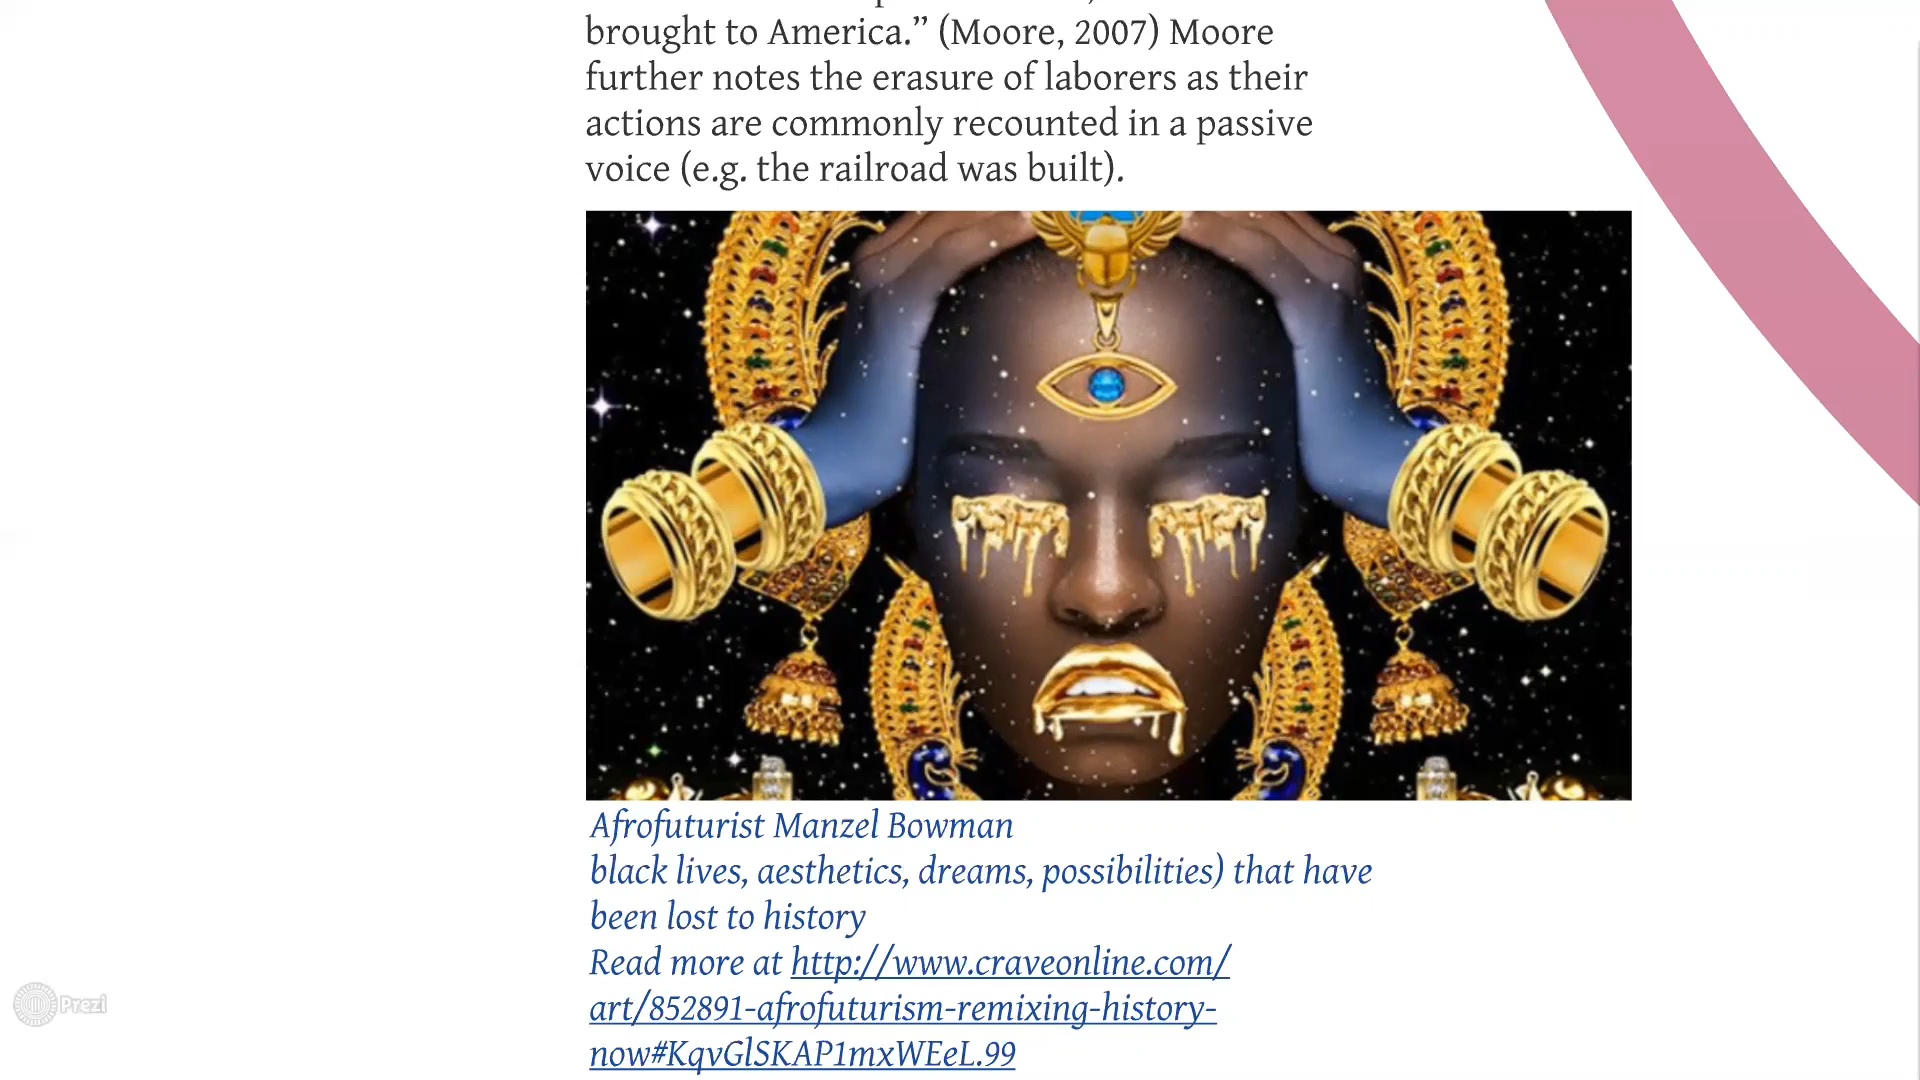 brought to America.” (Moore, 2007) Moore
further notes the erasure of laborers as their
actions are commonly recounted in a passive
voice (e.g. the railroad was built).
Afrofuturist Manzel Bowman
black lives, aesthetics, dreams, possibilities) that have
been lost to history
Read more at http://www.craveonline.com/
art/852891-afrofuturism-remixing-history-
now#KqvGlSKAP1mxWEeL.99
Prezi